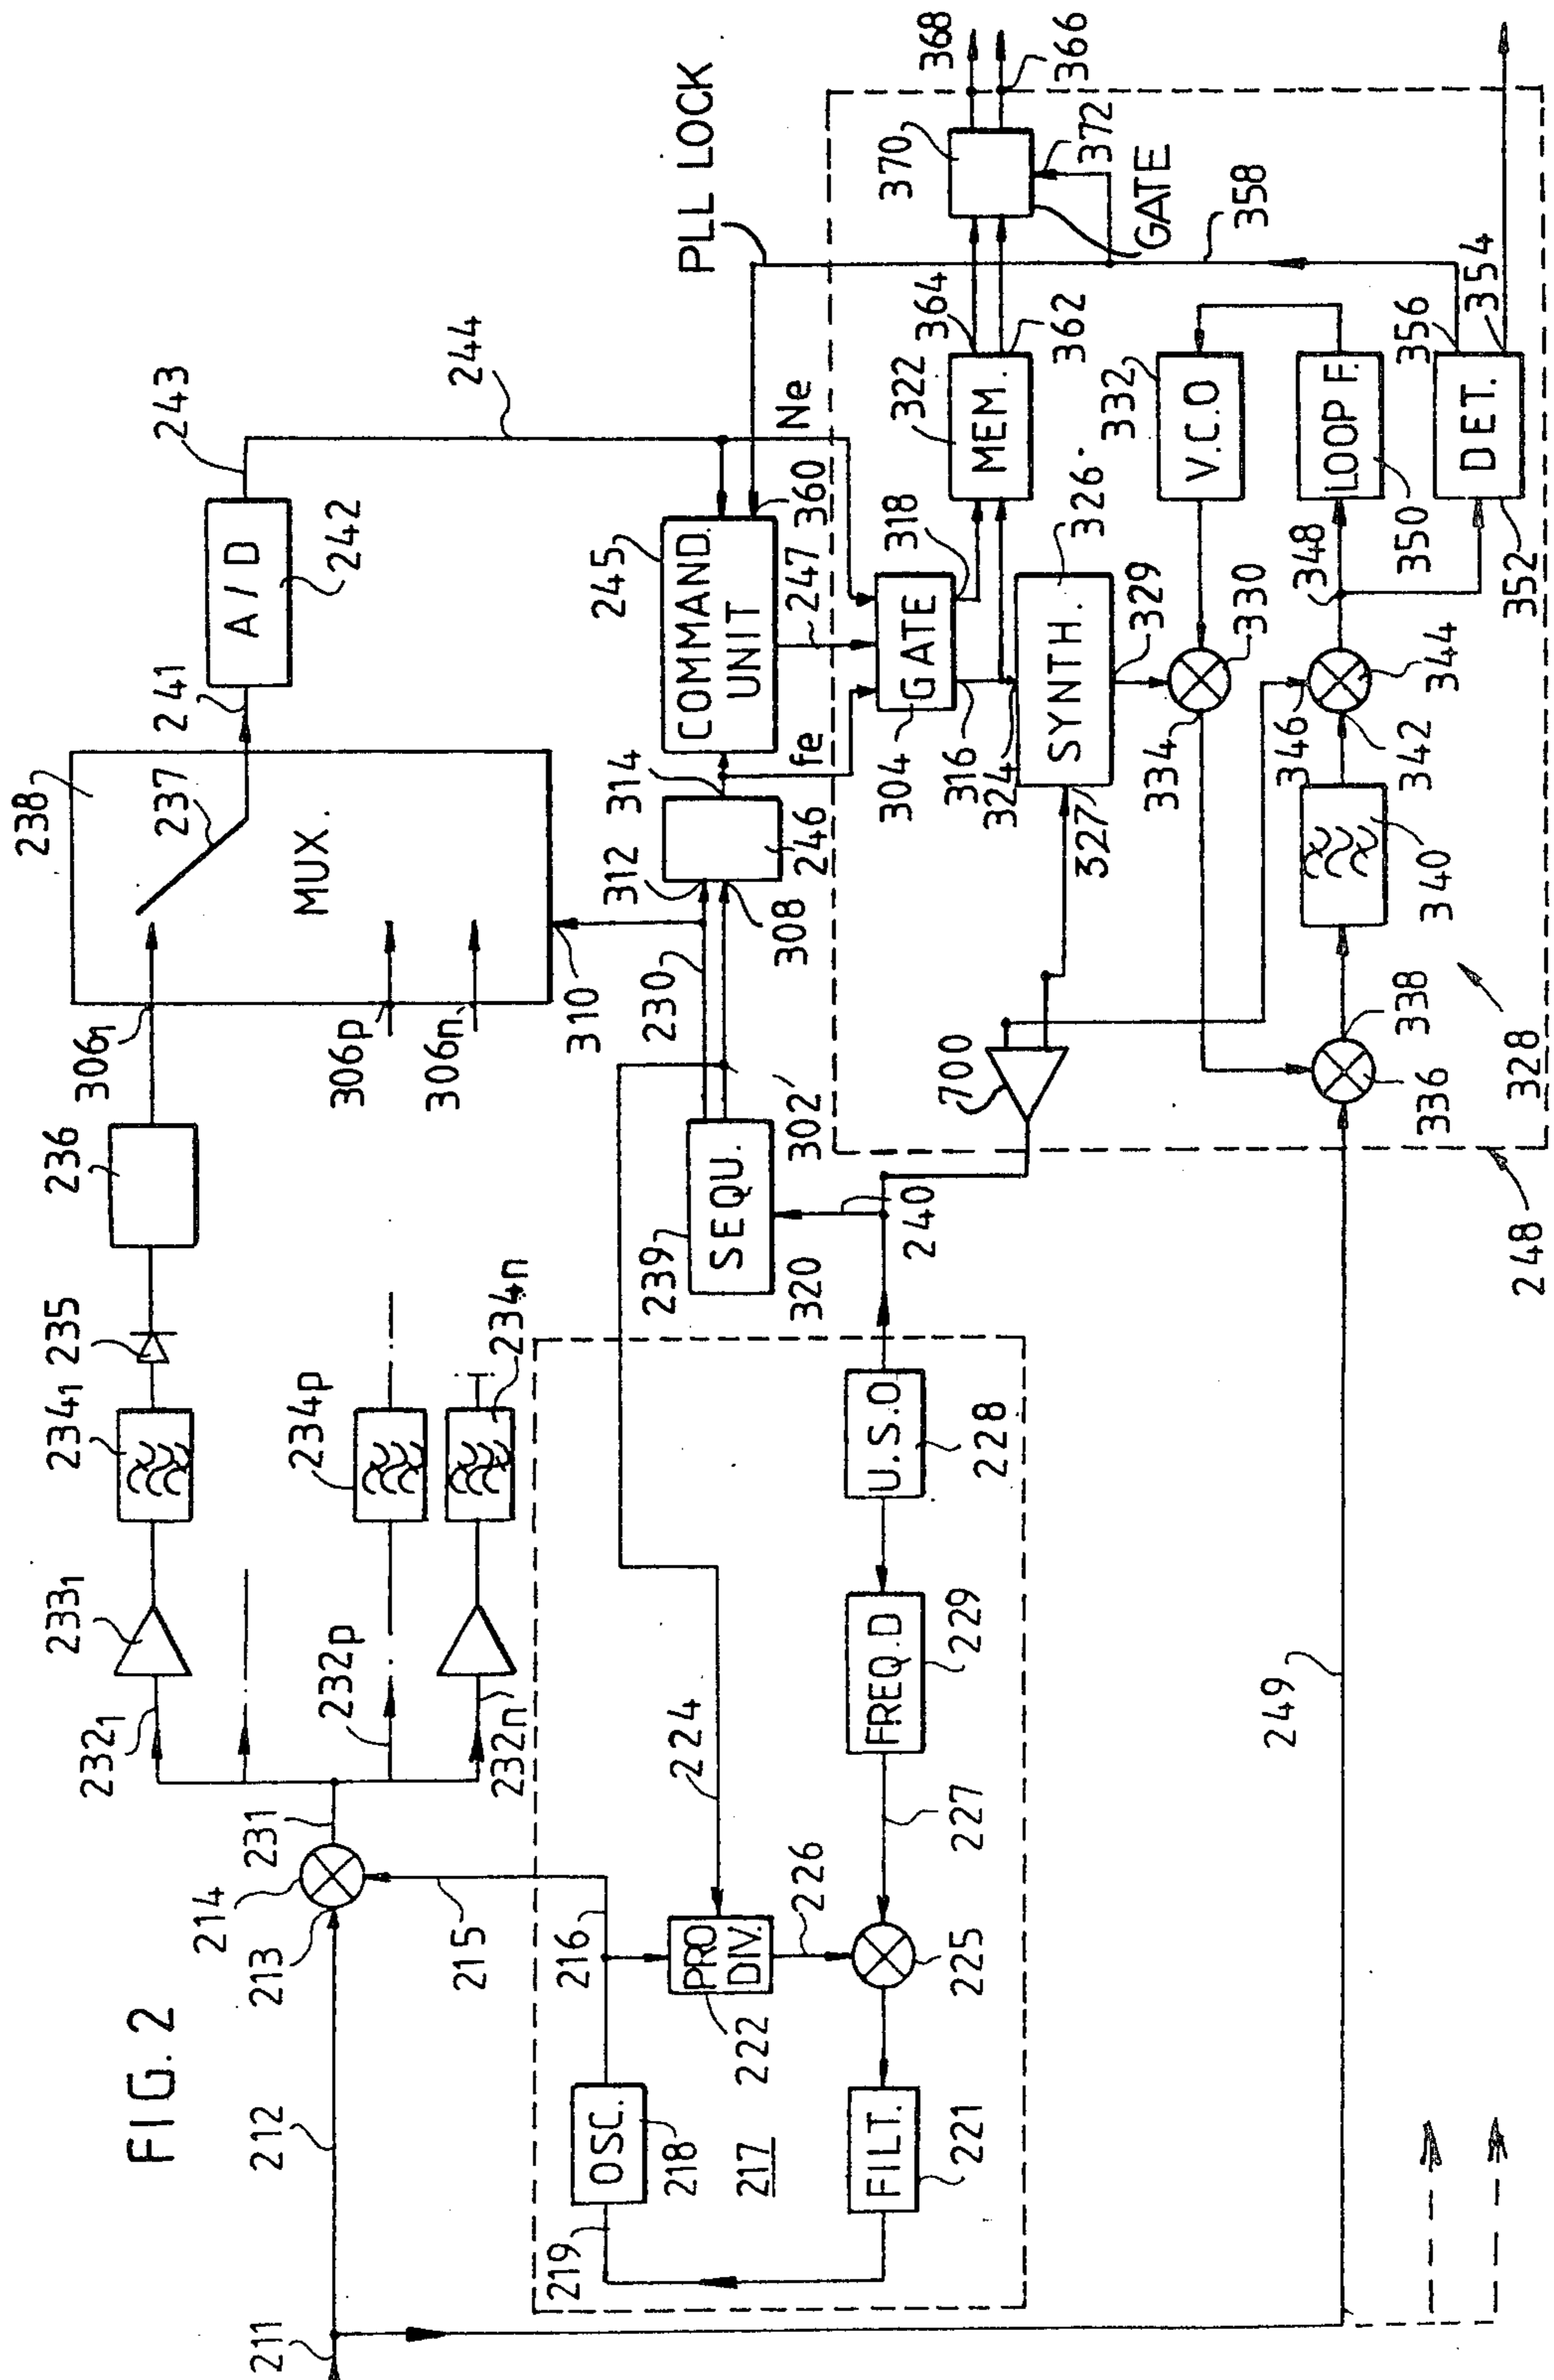 FIG. 2
211
212
213
214
215
216
231
232₁
233₁
234₁
235
236
232p
234p
232n
234n
306₁
306p
306n
238
237
MUX.
310
241
A/D
242
243
244
219
OSC.
218
217
PRO
DIV.
222
224
226
225
227
FILT.
221
FREQ.D
229
U.S.O
228
239
SEQU.
320
240
302
230
312
308
246
314
fe
245
COMMAND.
UNIT
247
360
Ne
PLL LOCK
304
GATE
316
318
324
SYNTH.
326
327
329
322
MEM.
364
362
370
368
366
372
GATE
358
332
V.C.O
330
334
700
336
338
340
342
346
344
348
LOOP F.
350
352
DET.
356
354
328
248
249